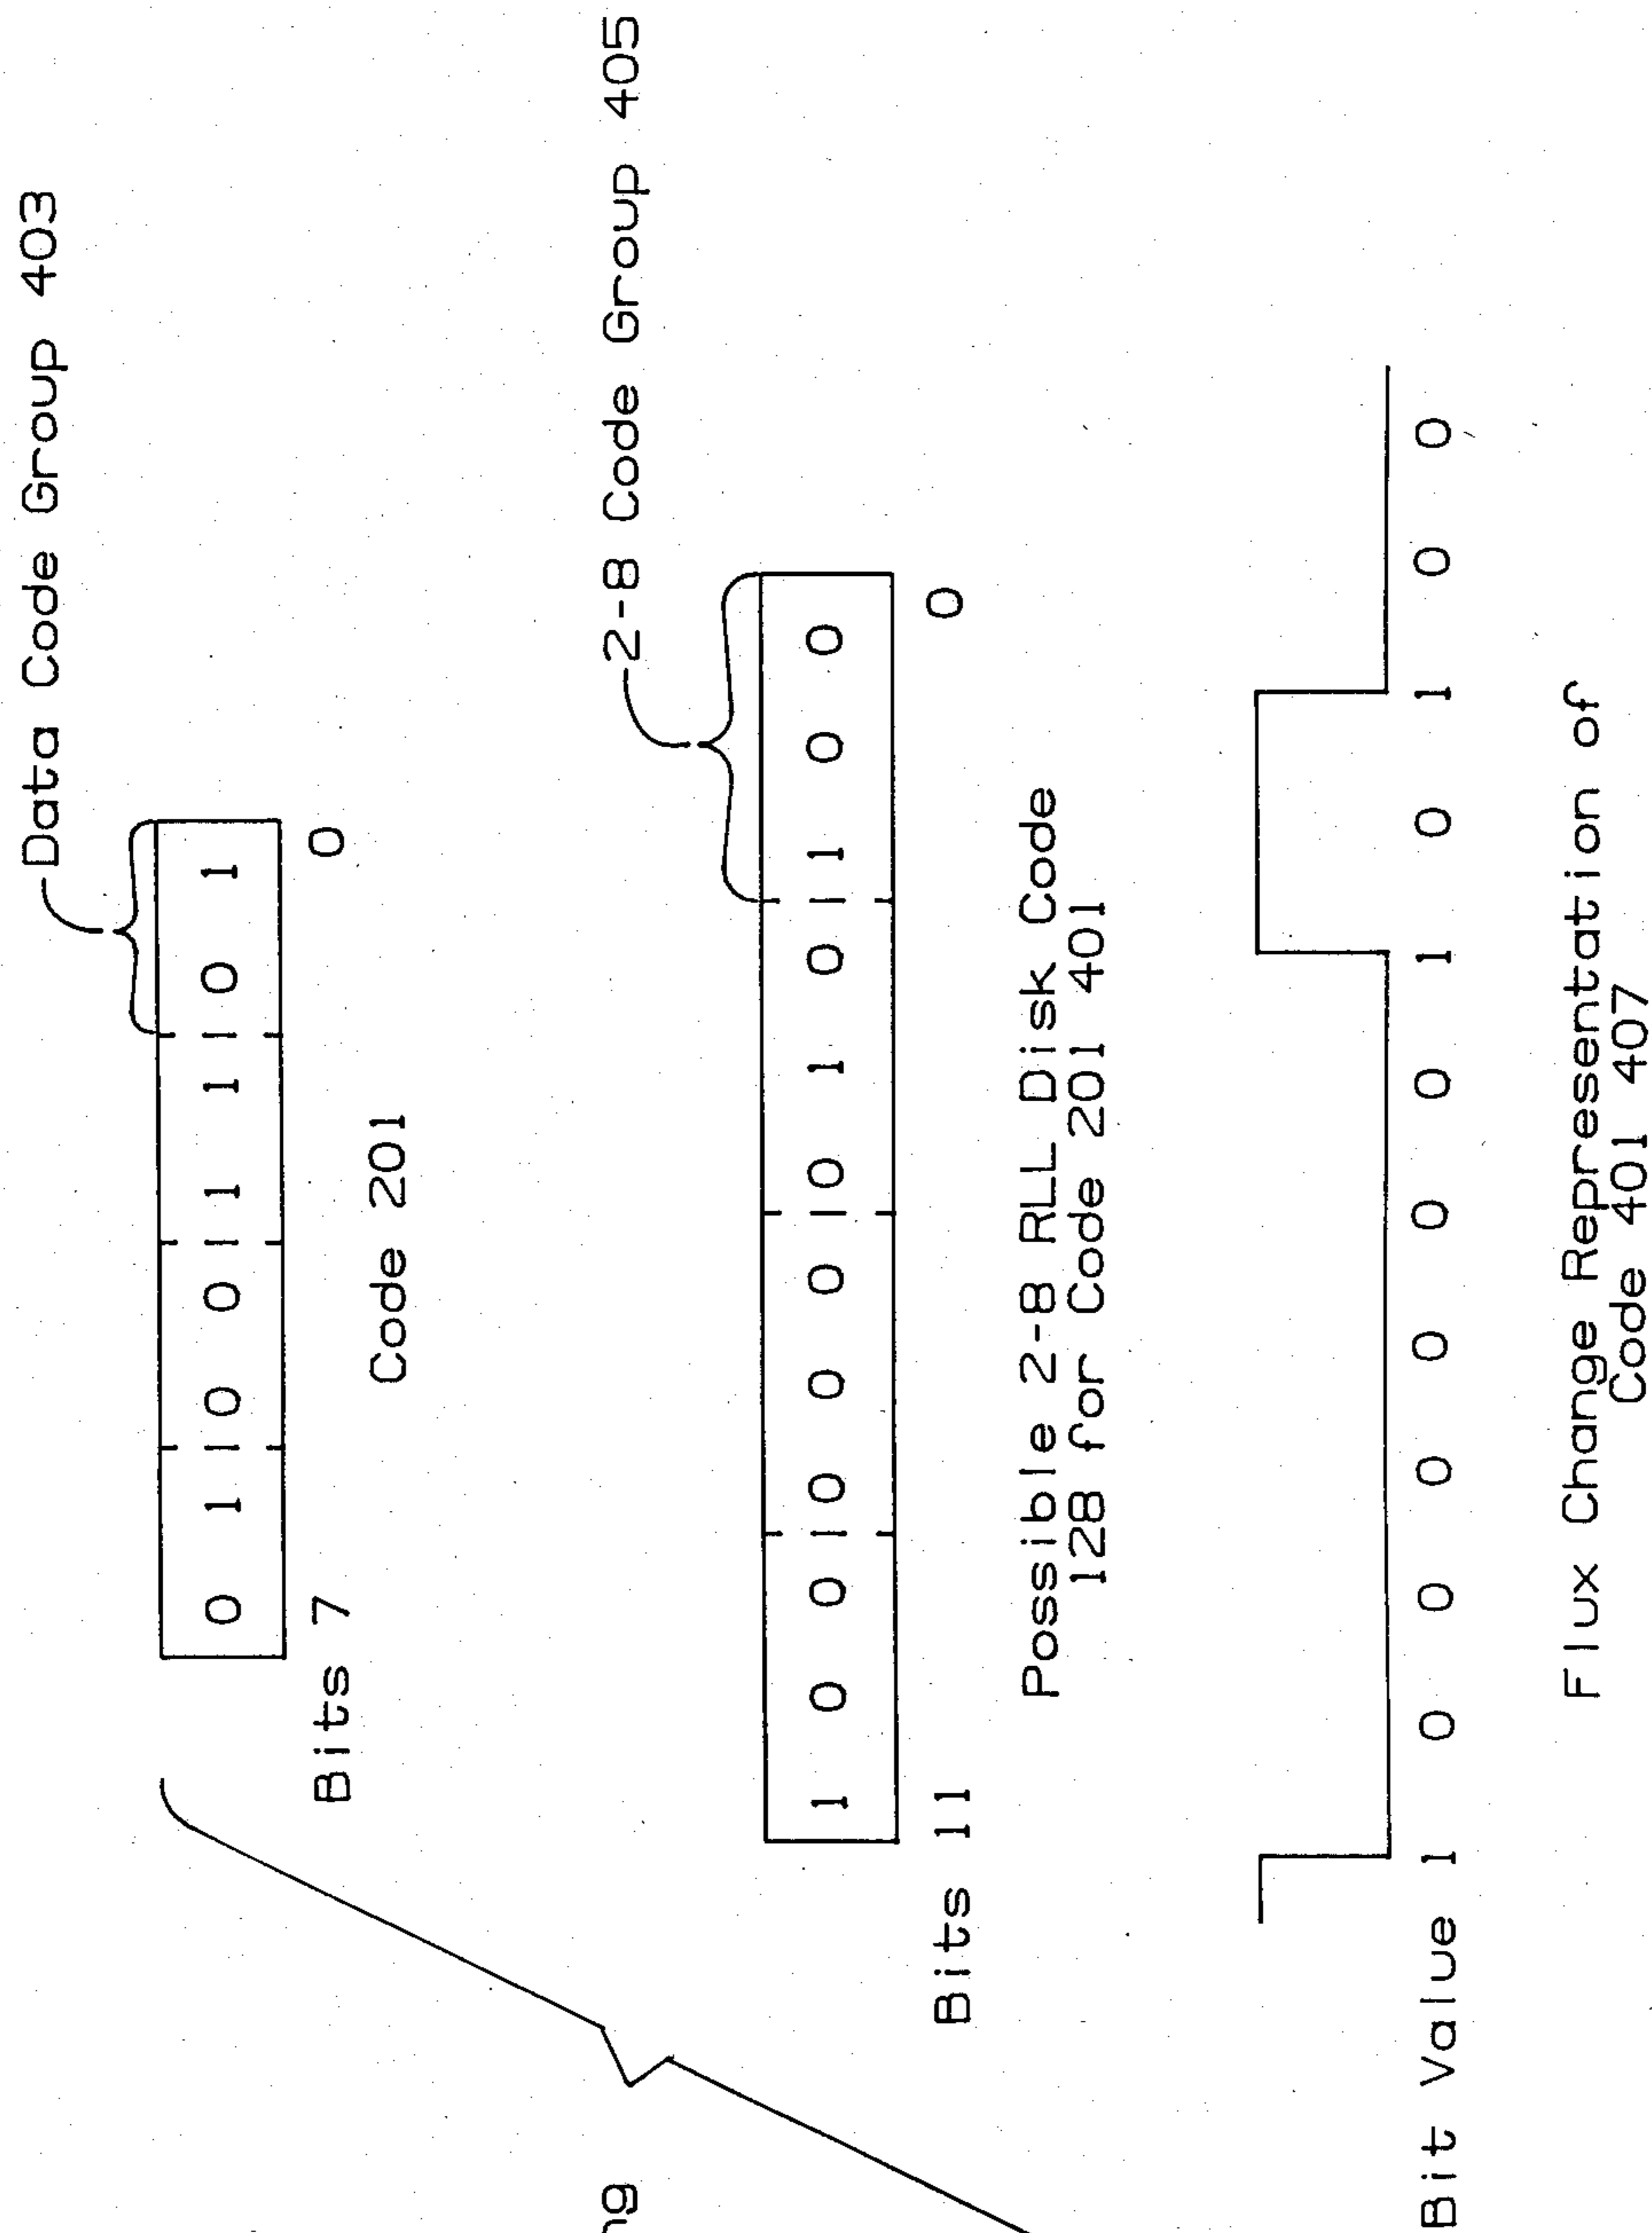 Data Code Group 403
0 1 0 0 1 1 0 1
Bits 7 0
Code 201
2-8 Code Group 405
1 0 0 0 0 0 0 1 0 1 0 0
Bits 11 0
Possible 2-8 RLL Disk Code
128 for Code 201 401
Bit Value 1 0 0 0 0 0 0 1 0 1 0 0
Flux Change Representation of
Code 401 407